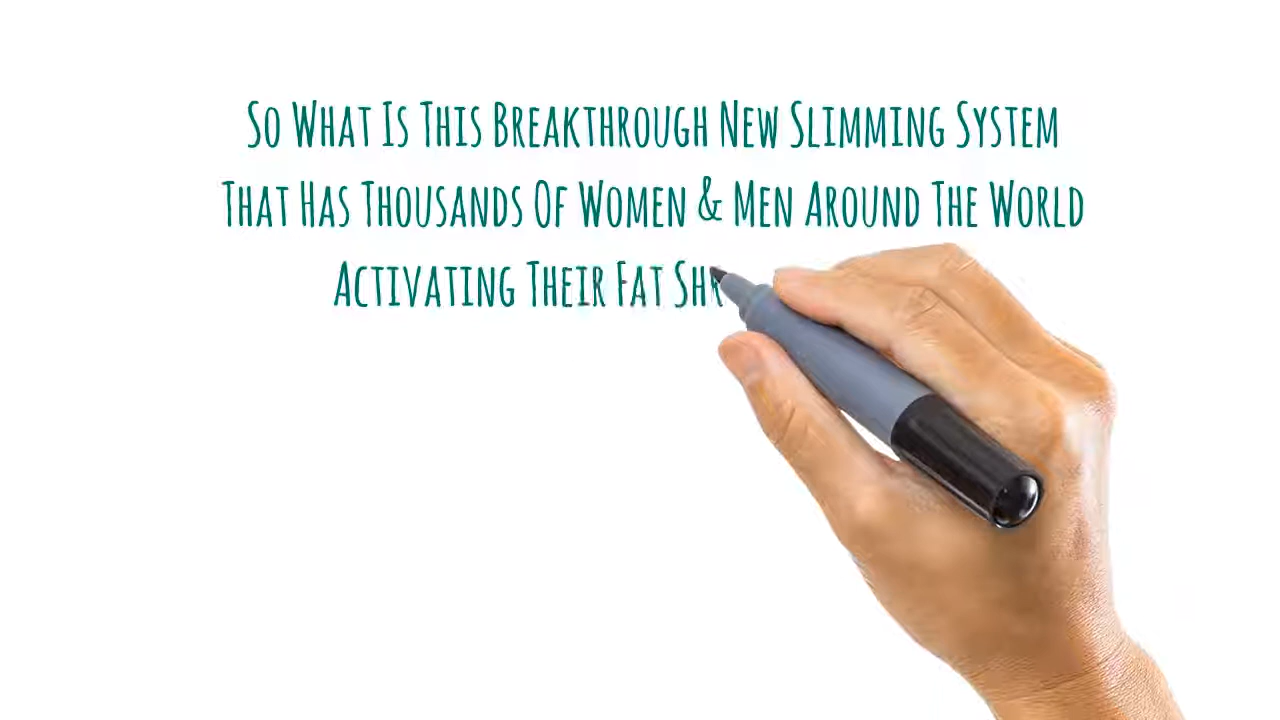 So What Is This Breakthrough New Slimming System
That Has Thousands Of Women & Men Around The World
Activating Their Fat Shr